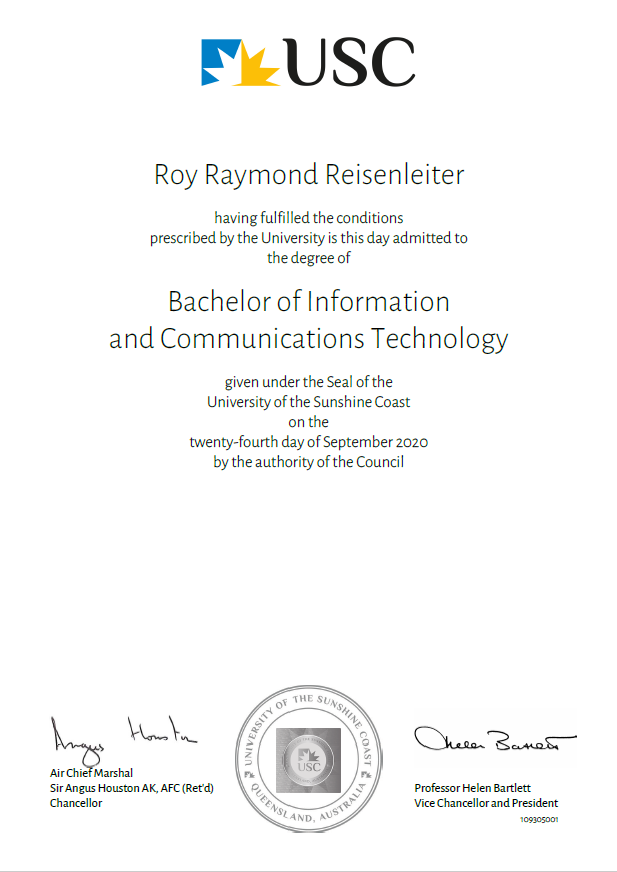 USC
Roy Raymond Reisenleiter
having fulfilled the conditions
prescribed by the University is this day admitted to
the degree of
Bachelor of Information
and Communications Technology
given under the Seal of the
University of the Sunshine Coast
on the
twenty-fourth day of September 2020
by the authority of the Council
Angus Houston
Air Chief Marshal
Sir Angus Houston AK, AFC (Ret'd)
Chancellor
UNIVERSITY OF THE SUNSHINE COAST
QUEENSLAND, AUSTRALIA
USC
Helen Bartlett
Professor Helen Bartlett
Vice Chancellor and President
109305001